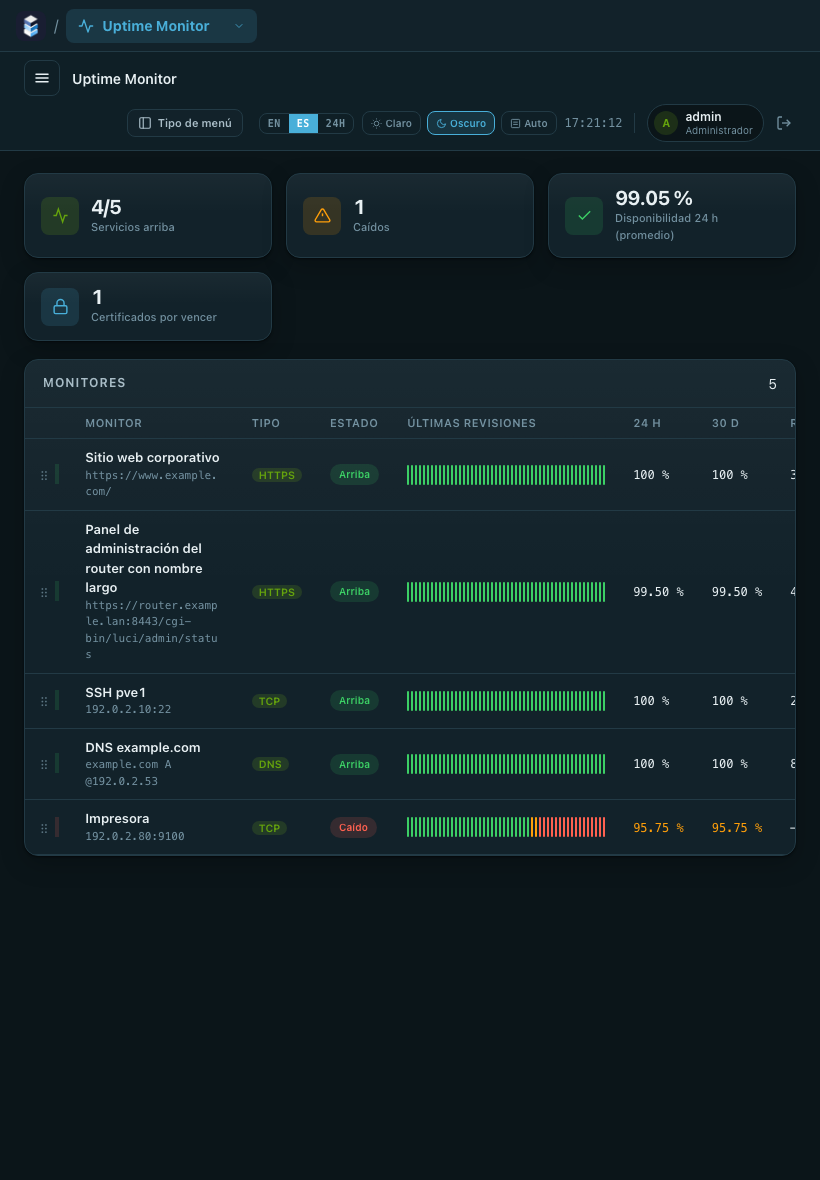 / Uptime Monitor
Uptime Monitor
Tipo de menú EN ES 24H Claro Oscuro Auto 17:21:12 A admin
Administrador
4/5
Servicios arriba
1
Caídos
99.05 %
Disponibilidad 24 h
(promedio)
1
Certificados por vencer
MONITORES 5
MONITOR TIPO ESTADO ÚLTIMAS REVISIONES 24 H 30 D
Sitio web corporativo
https://www.example.
com/
HTTPS Arriba 100 % 100 %
Panel de
administración del
router con nombre
largo
https://router.examp
le.lan:8443/cgi-
bin/luci/admin/statu
s
HTTPS Arriba 99.50 % 99.50 %
SSH pve1
192.0.2.10:22
TCP Arriba 100 % 100 %
DNS example.com
example.com A
@192.0.2.53
DNS Arriba 100 % 100 %
Impresora
192.0.2.80:9100
TCP Caído 95.75 % 95.75 %